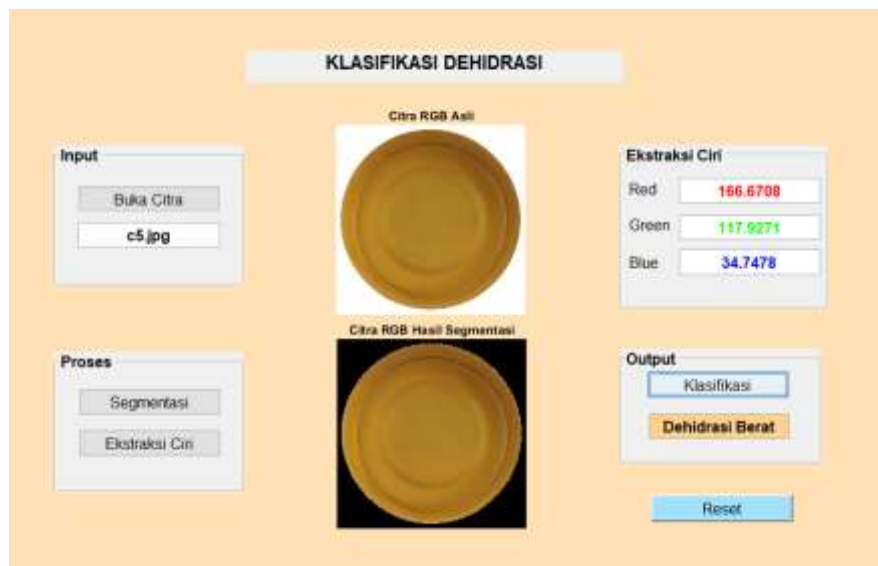 KLASIFIKASI DEHIDRASI
Citra RGB Asli
Input
Buka Citra
c5.jpg
Ekstraksi Ciri
Red 166.6708
Green 117.9271
Blue 34.7478
Citra RGB Hasil Segmentasi
Proses
Segmentasi
Ekstraksi Ciri
Output
Klasifikasi
Dehidrasi Berat
Reset